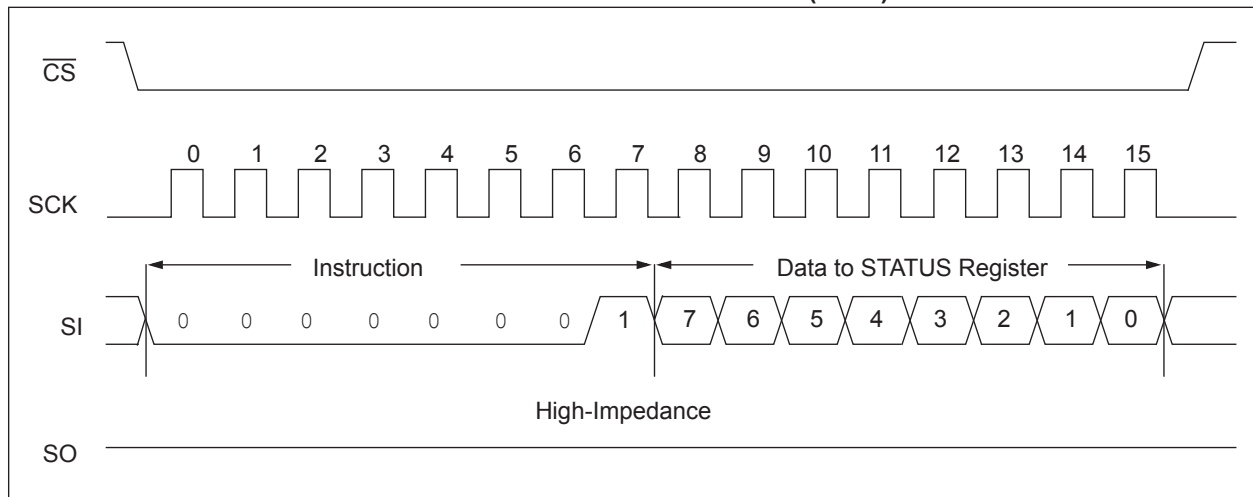 CS
0 1 2 3 4 5 6 7 8 9 10 11 12 13 14 15
SCK
Instruction Data to STATUS Register
SI 0 0 0 0 0 0 0 1 7 6 5 4 3 2 1 0
High-Impedance
SO